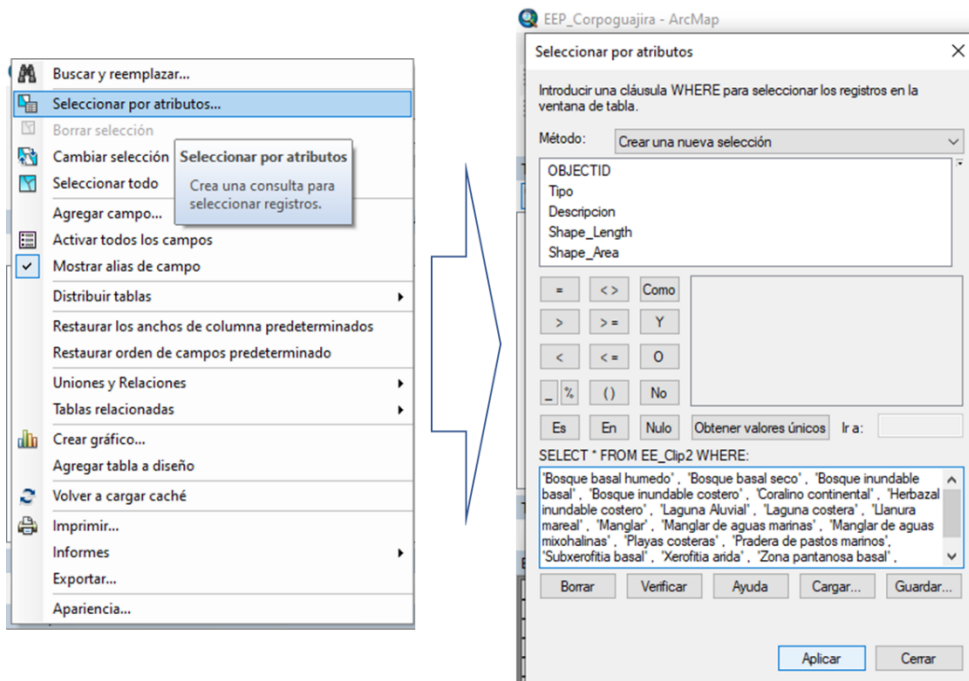 Buscar y reemplazar...
Seleccionar por atributos...
Borrar selección
Cambiar selección
Seleccionar todo
Seleccionar por atributos
Crea una consulta para
seleccionar registros.
Agregar campo...
Activar todos los campos
Mostrar alias de campo
Distribuir tablas
Restaurar los anchos de columna predeterminados
Restaurar orden de campos predeterminado
Uniones y Relaciones
Tablas relacionadas
Crear gráfico...
Agregar tabla a diseño
Volver a cargar caché
Imprimir...
Informes
Exportar...
Apariencia...
EEP_Corpoguajira - ArcMap
Seleccionar por atributos
Introducir una cláusula WHERE para seleccionar los registros en la
ventana de tabla.
Método: Crear una nueva selección
OBJECTID
Tipo
Descripcion
Shape_Length
Shape_Area
= < > Como
> > = Y
< < = O
_ % ( ) No
Es En Nulo Obtener valores únicos Ir a:
SELECT * FROM EE_Clip2 WHERE:
'Bosque basal humedo' , 'Bosque basal seco' , 'Bosque inundable
basal' , 'Bosque inundable costero' , 'Coralino continental' , 'Herbazal
inundable costero' , 'Laguna Aluvial' , 'Laguna costera' , 'Llanura
mareal' , 'Manglar' , 'Manglar de aguas marinas' , 'Manglar de aguas
mixohalinas' , 'Playas costeras' , 'Pradera de pastos marinos',
'Subxerofitia basal' , 'Xerofitia arida' , 'Zona pantanosa basal' ,
Borrar Verificar Ayuda Cargar... Guardar...
Aplicar Cerrar